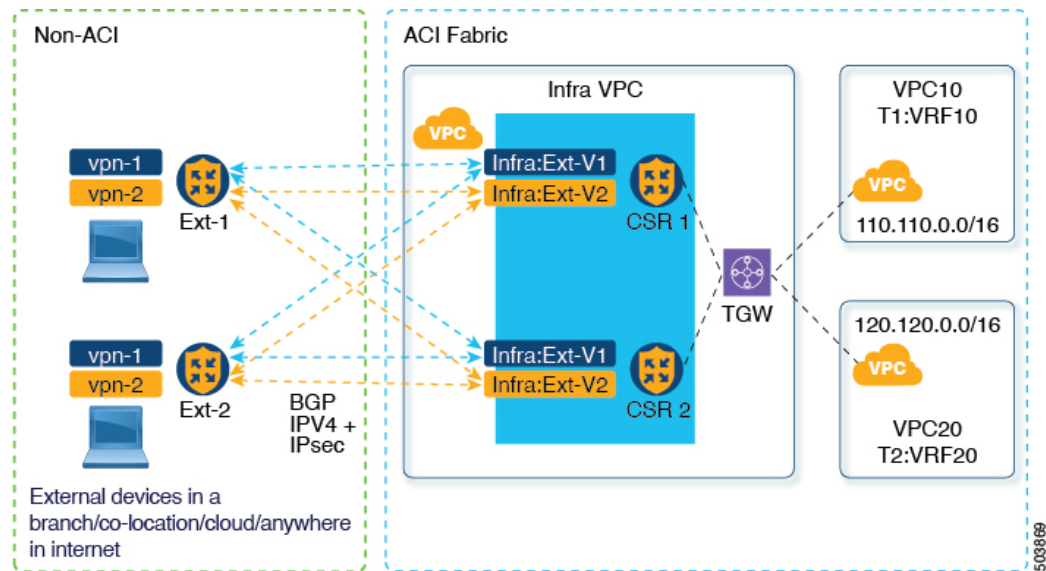 Non-ACI
vpn-1
vpn-2
Ext-1
vpn-1
vpn-2
Ext-2
BGP
IPV4 +
IPsec
External devices in a
branch/co-location/cloud/anywhere
in internet
ACI Fabric
Infra VPC
VPC
Infra:Ext-V1
Infra:Ext-V2
CSR 1
Infra:Ext-V1
Infra:Ext-V2
CSR 2
TGW
VPC10
T1:VRF10
VPC
110.110.0.0/16
120.120.0.0/16
VPC
VPC20
T2:VRF20
503869